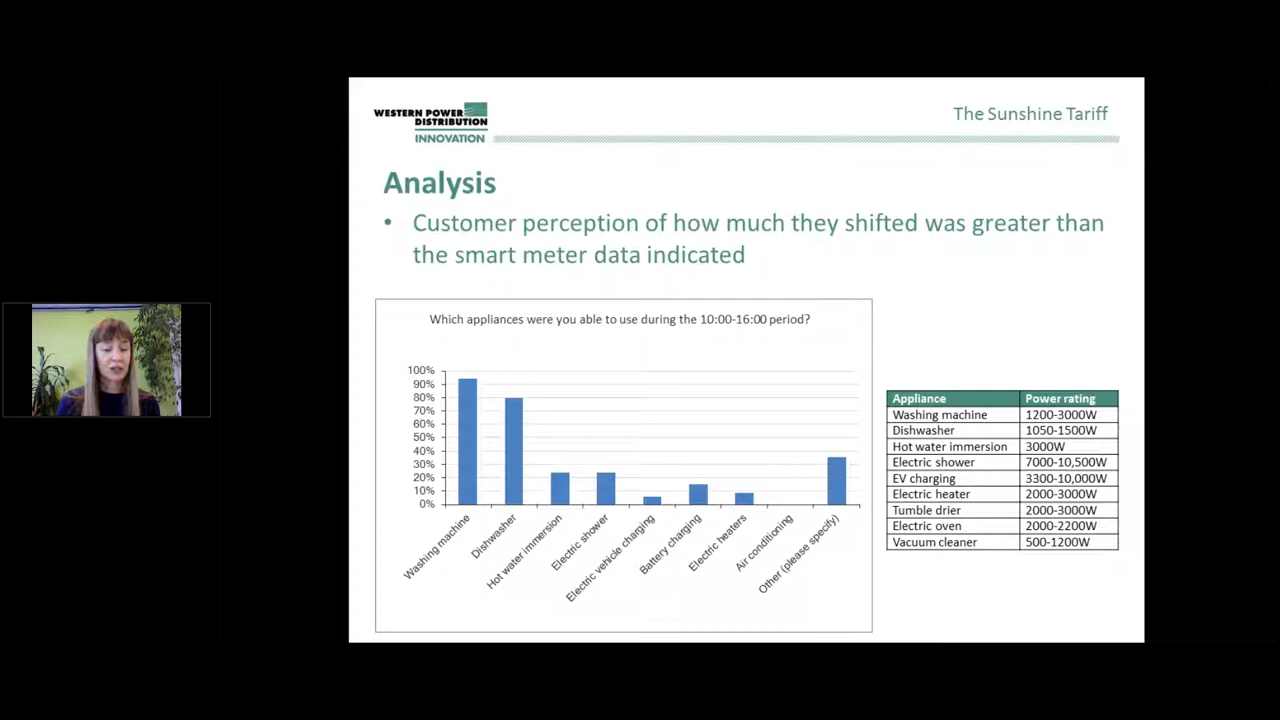 WESTERN POWER
DISTRIBUTION
INNOVATION
The Sunshine Tariff
Analysis
• Customer perception of how much they shifted was greater than
the smart meter data indicated
Which appliances were you able to use during the 10:00-16:00 period?
100%
90%
80%
70%
60%
50%
40%
30%
20%
10%
0%
Washing machine
Dishwasher
Hot water immersion
Electric shower
Electric vehicle charging
Battery charging
Electric heaters
Air conditioning
Other (please specify)
Appliance Power rating
Washing machine 1200-3000W
Dishwasher 1050-1500W
Hot water immersion 3000W
Electric shower 7000-10,500W
EV charging 3300-10,000W
Electric heater 2000-3000W
Tumble drier 2000-3000W
Electric oven 2000-2200W
Vacuum cleaner 500-1200W